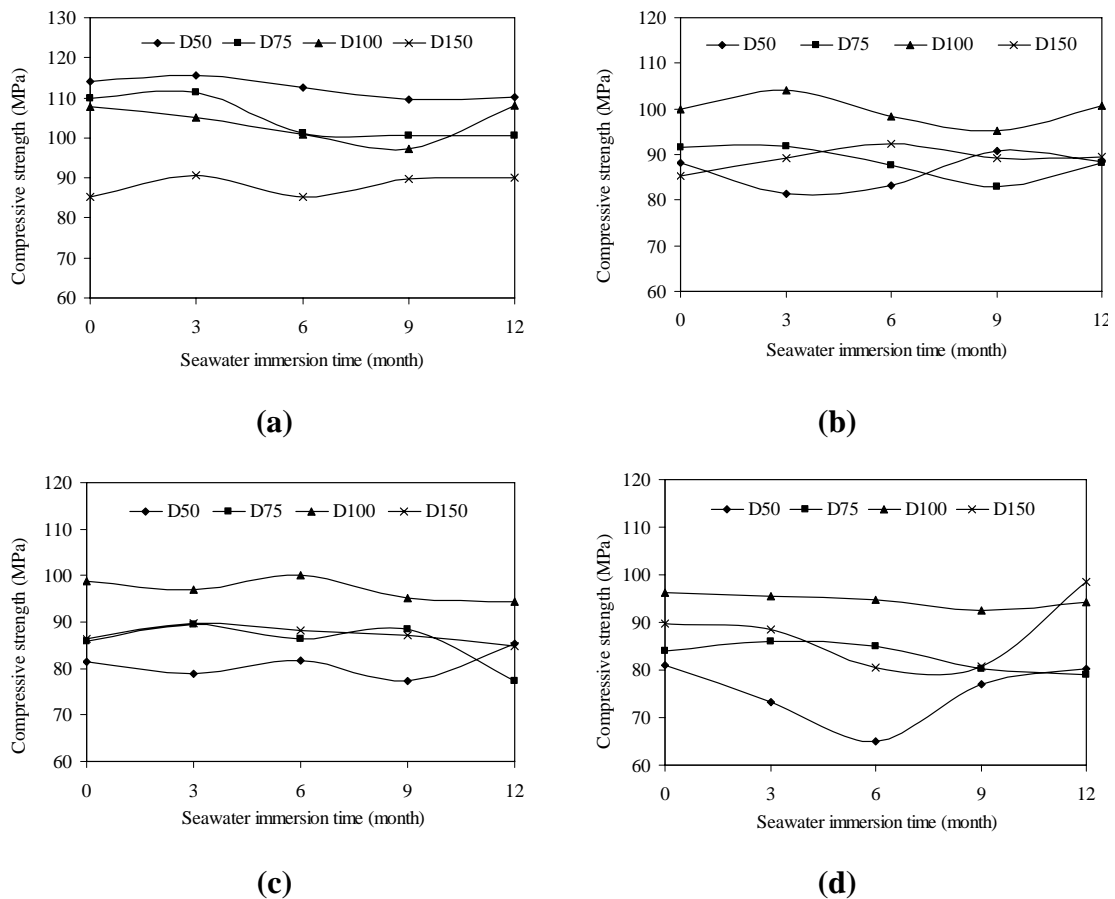 130
120
110
100
90
80
70
60
0 3 6 9 12
Seawater immersion time (month)
Compressive strength (MPa)
D50 D75 D100 D150
(a)
120
110
100
90
80
70
60
0 3 6 9 12
Seawater immersion time (month)
Compressive strength (MPa)
D50 D75 D100 D150
(b)
120
110
100
90
80
70
60
0 3 6 9 12
Seawater immersion time (month)
Compressive strength (MPa)
D50 D75 D100 D150
(c)
120
110
100
90
80
70
60
0 3 6 9 12
Seawater immersion time (month)
Compressive strength (MPa)
D50 D75 D100 D150
(d)